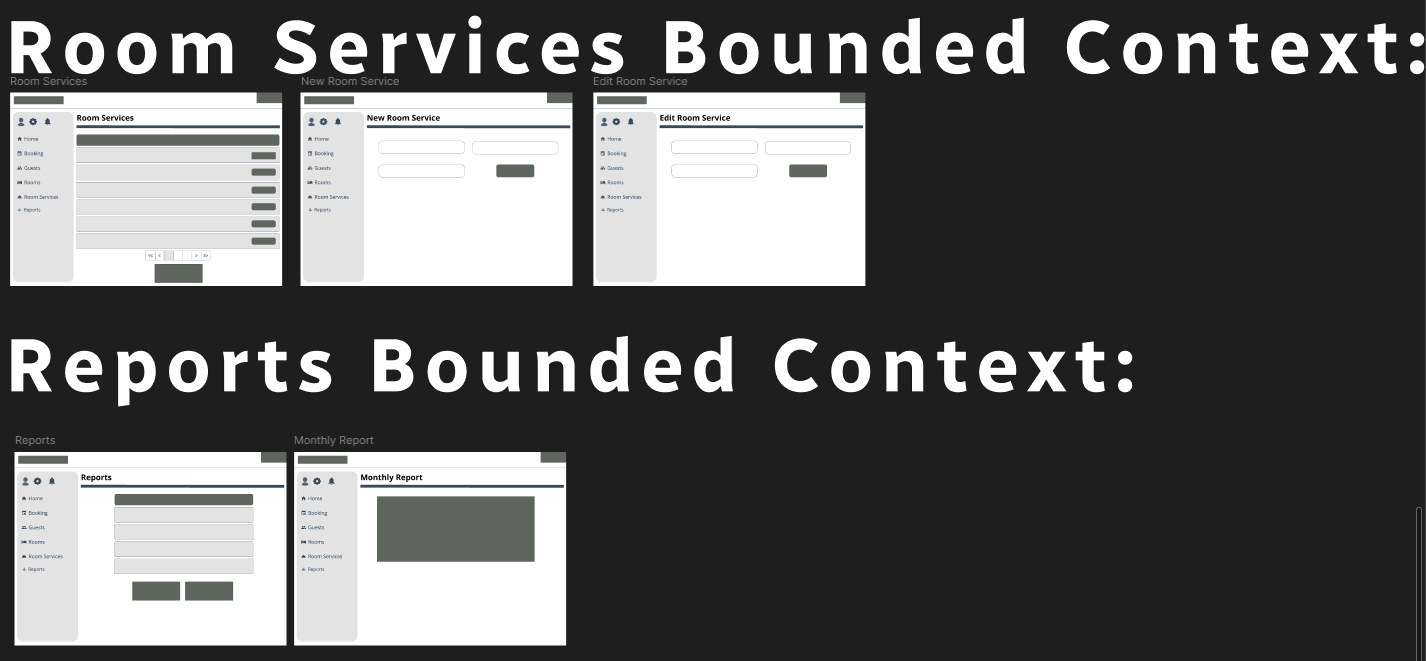 Room Services Bounded Context:
Room Services
New Room Service
Edit Room Service
Room Services
Home
Booking
Guests
Rooms
Room Services
Reports
<< < > >>
New Room Service
Home
Booking
Guests
Rooms
Room Services
Reports
Edit Room Service
Home
Booking
Guests
Rooms
Room Services
Reports
Reports Bounded Context:
Reports
Monthly Report
Reports
Home
Booking
Guests
Rooms
Room Services
Reports
Monthly Report
Home
Booking
Guests
Rooms
Room Services
Reports